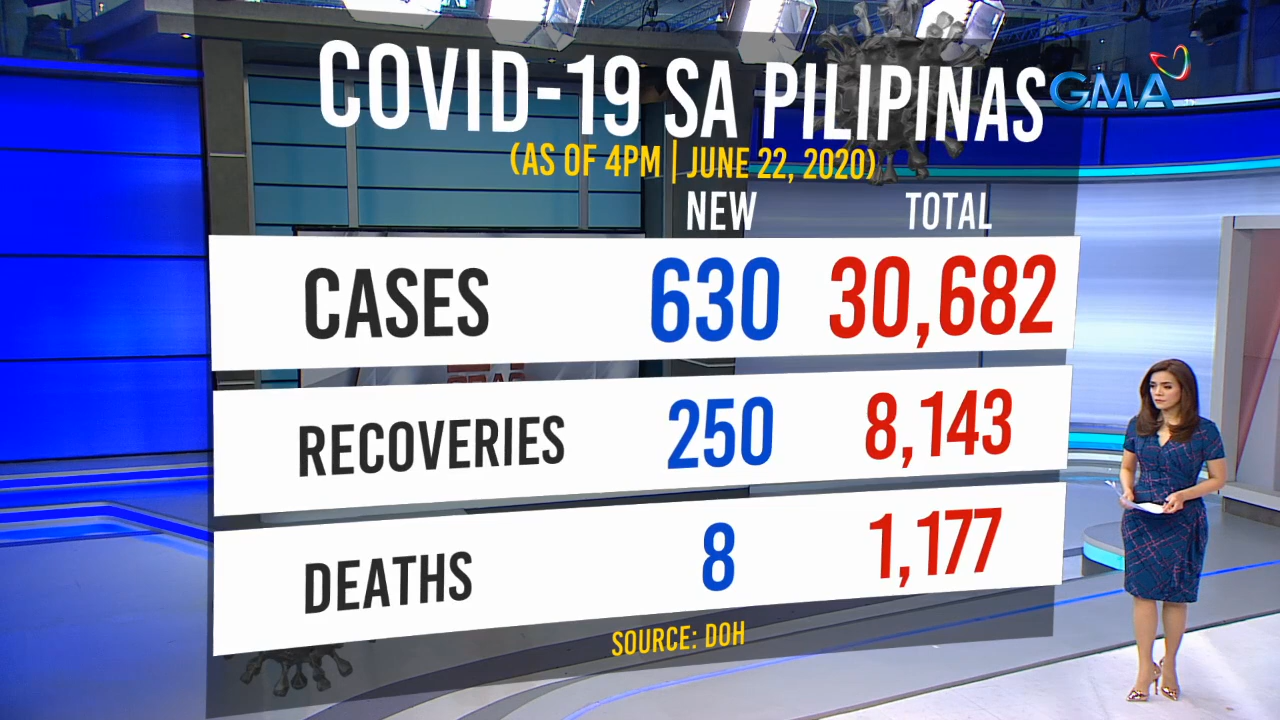 COVID-19 SA PILIPINAS
GMA
(AS OF 4PM | JUNE 22, 2020)
NEW TOTAL
CASES 630 30,682
RECOVERIES 250 8,143
DEATHS 8 1,177
SOURCE: DOH